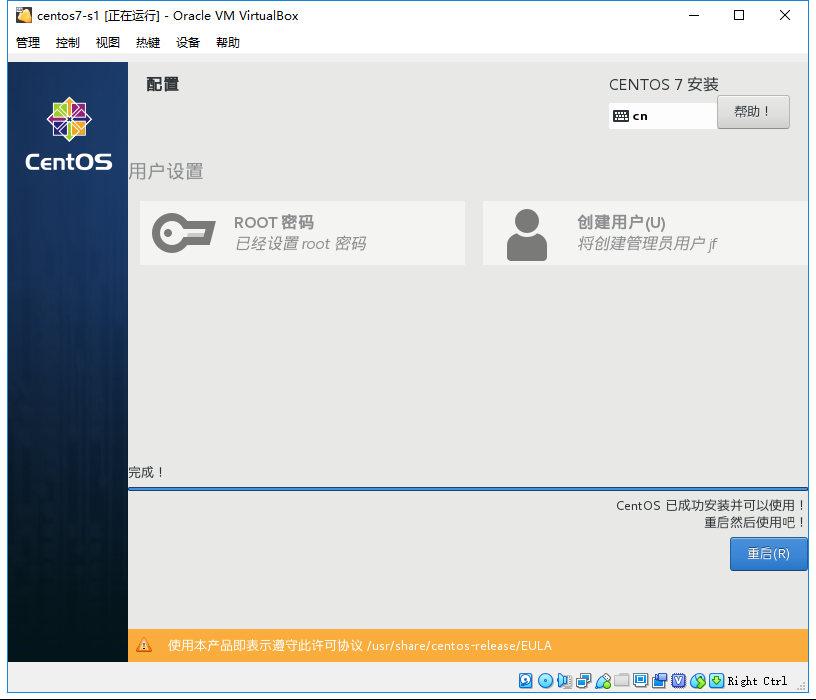 centos7-s1 [正在运行] - Oracle VM VirtualBox
管理 控制 视图 热键 设备 帮助
配置
CENTOS 7 安装
cn
帮助！
CentOS
用户设置
ROOT 密码
已经设置 root 密码
创建用户(U)
将创建管理员用户 jf
完成！
CentOS 已成功安装并可以使用！
重启然后使用吧！
重启(R)
使用本产品即表示遵守此许可协议 /usr/share/centos-release/EULA
Right Ctrl